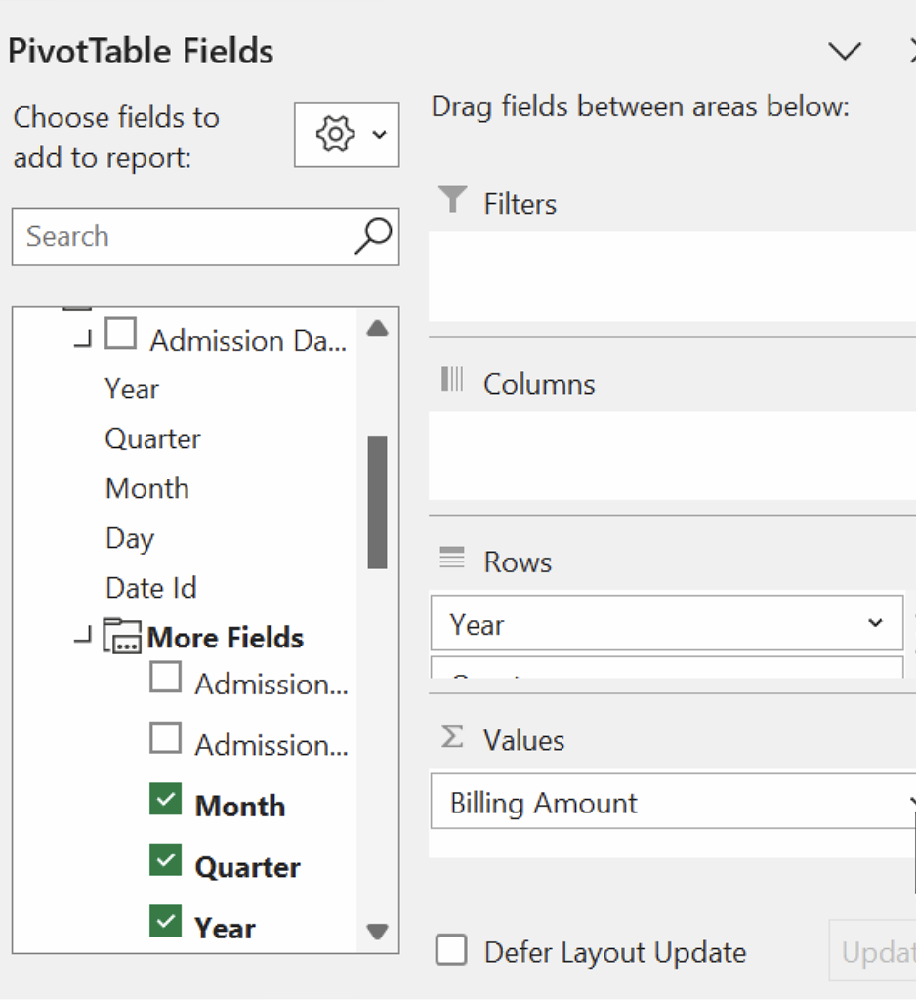 PivotTable Fields
Choose fields to
add to report:
Search
Admission Da...
Year
Quarter
Month
Day
Date Id
More Fields
Admission...
Admission...
Month
Quarter
Year
Drag fields between areas below:
Filters
Columns
Rows
Year
Values
Billing Amount
Defer Layout Update
Updat